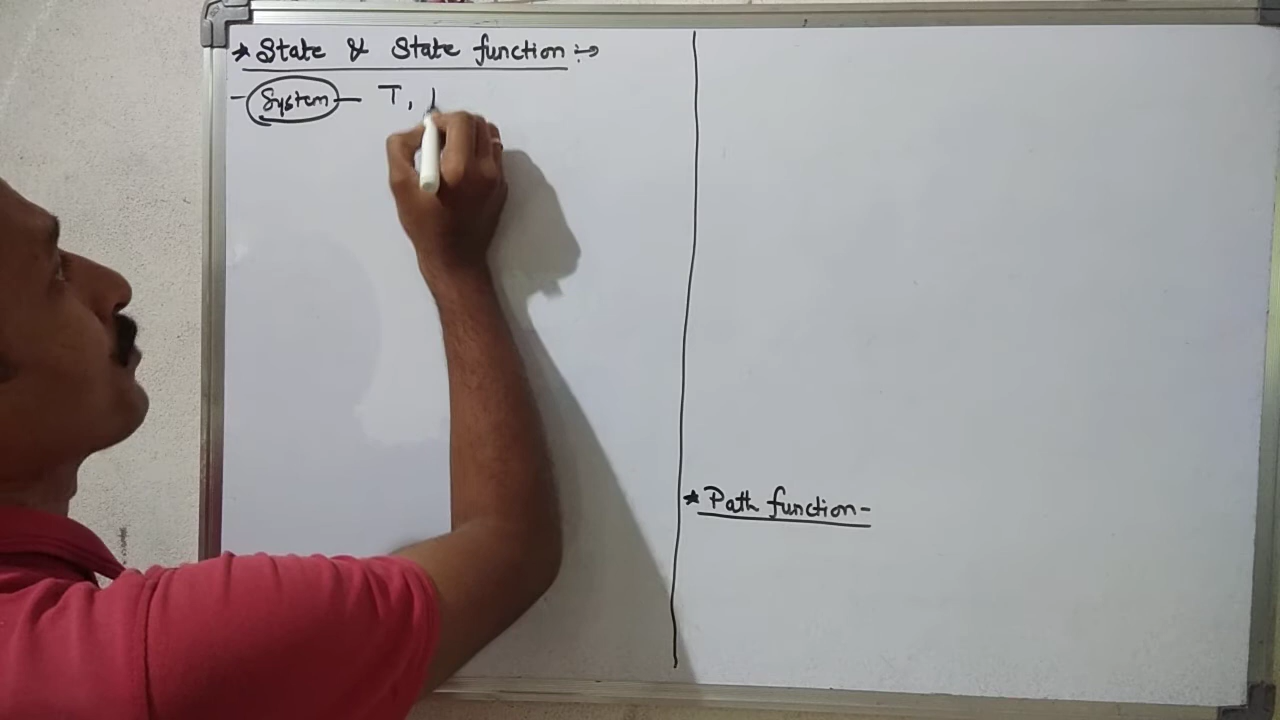 * State & State function :->
- System - T,
* Path function -